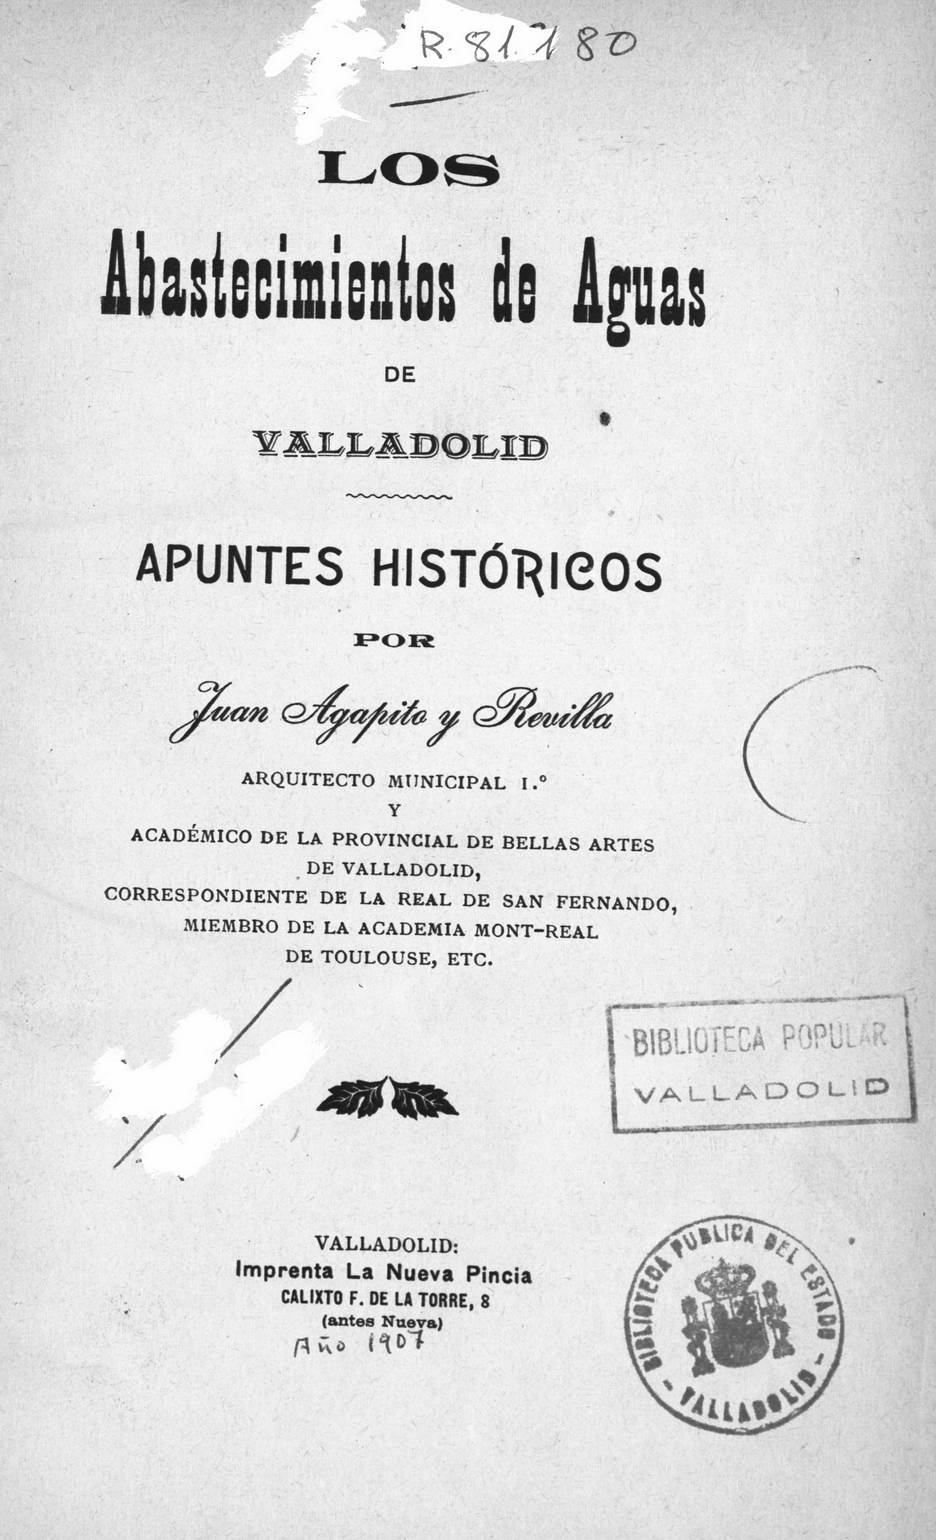 R. 81.180
LOS
Abastecimientos de Aguas
DE
VALLADOLID
APUNTES HISTÓRICOS
POR
Juan Agapito y Revilla
ARQUITECTO MUNICIPAL 1.º
Y
ACADÉMICO DE LA PROVINCIAL DE BELLAS ARTES
DE VALLADOLID,
CORRESPONDIENTE DE LA REAL DE SAN FERNANDO,
MIEMBRO DE LA ACADEMIA MONT-REAL
DE TOULOUSE, ETC.
BIBLIOTECA POPULAR
VALLADOLID
VALLADOLID:
Imprenta La Nueva Pincia
CALIXTO F. DE LA TORRE, 8
(antes Nueva)
Año 1907
BIBLIOTECA PUBLICA DEL ESTADO
- VALLADOLID -